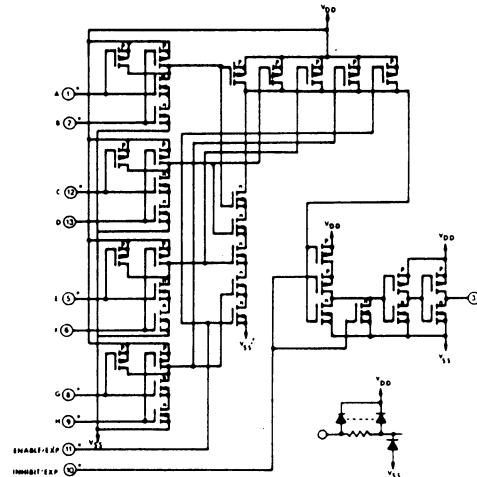 VDD
A 1 *
B 2 *
C 12 *
D 13 *
E 5 *
F 6 *
G 8 *
H 9 *
VSS
ENABLE/EXP 11 *
INHIBIT/EXP 10 *
VSS
VDD
VDD
3
VSS
VDD
VSS